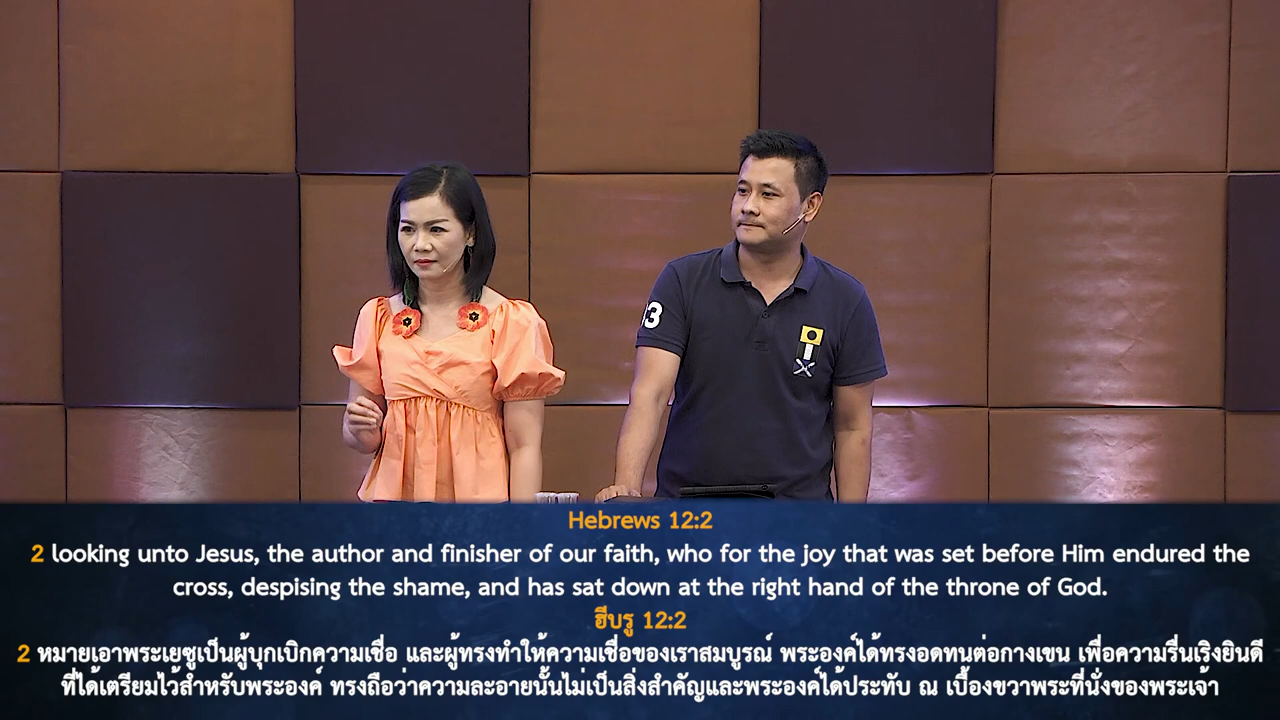 3
Hebrews 12:2
2 looking unto Jesus, the author and finisher of our faith, who for the joy that was set before Him endured the
cross, despising the shame, and has sat down at the right hand of the throne of God.
ฮีบรู 12:2
2 หมายเอาพระเยซูเป็นผู้บุกเบิกความเชื่อ และผู้ทรงทำให้ความเชื่อของเราสมบูรณ์ พระองค์ได้ทรงอดทนต่อกางเขน เพื่อความรื่นเริงยินดี
ที่ได้เตรียมไว้สำหรับพระองค์ ทรงถือว่าความละอายนั้นไม่เป็นสิ่งสำคัญและพระองค์ได้ประทับ ณ เบื้องขวาพระที่นั่งของพระเจ้า